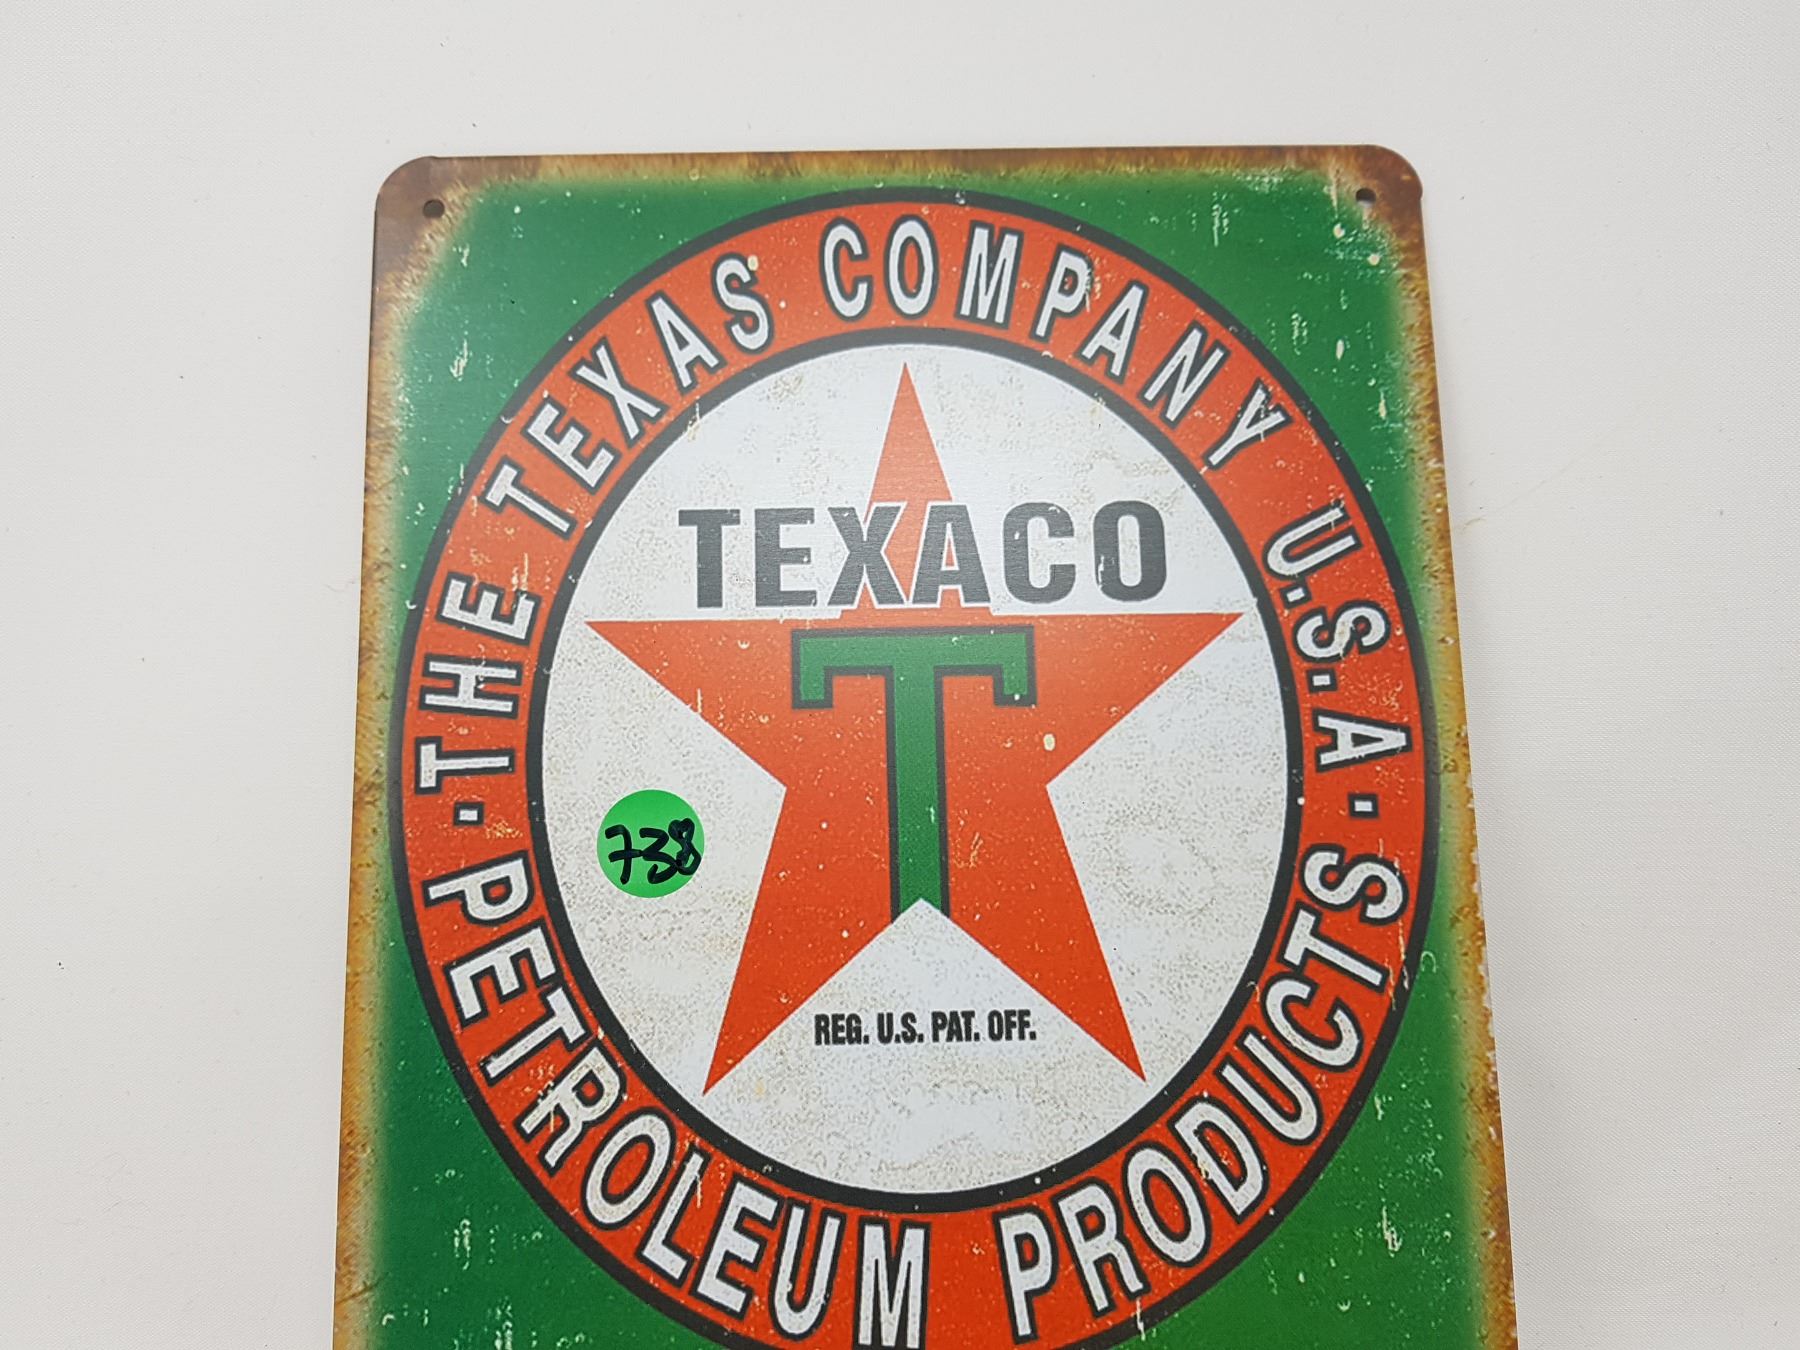 THE TEXAS COMPANY U.S.A.
TEXACO
T
738
REG. U.S. PAT. OFF.
PETROLEUM PRODUCTS